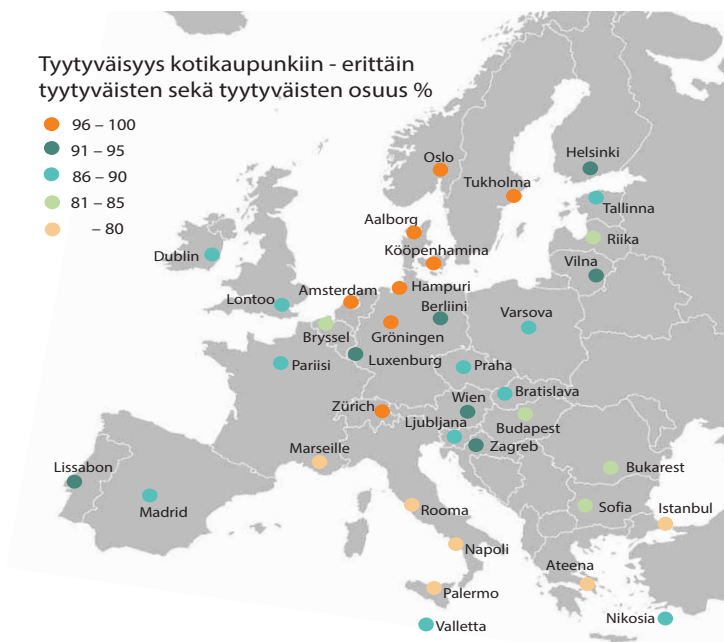 Tyytyväisyys kotikaupunkiin - erittäin
tyytyväisten sekä tyytyväisten osuus %
96 – 100
91 – 95
86 – 90
81 – 85
– 80
Oslo
Helsinki
Tukholma
Tallinna
Aalborg
Riika
Kööpenhamina
Dublin
Vilna
Hampuri
Amsterdam
Lontoo
Berliini
Varsova
Bryssel
Gröningen
Pariisi
Luxenburg
Praha
Bratislava
Wien
Zürich
Ljubljana
Budapest
Zagreb
Marseille
Lissabon
Bukarest
Madrid
Rooma
Sofia
Istanbul
Napoli
Ateena
Palermo
Valletta
Nikosia